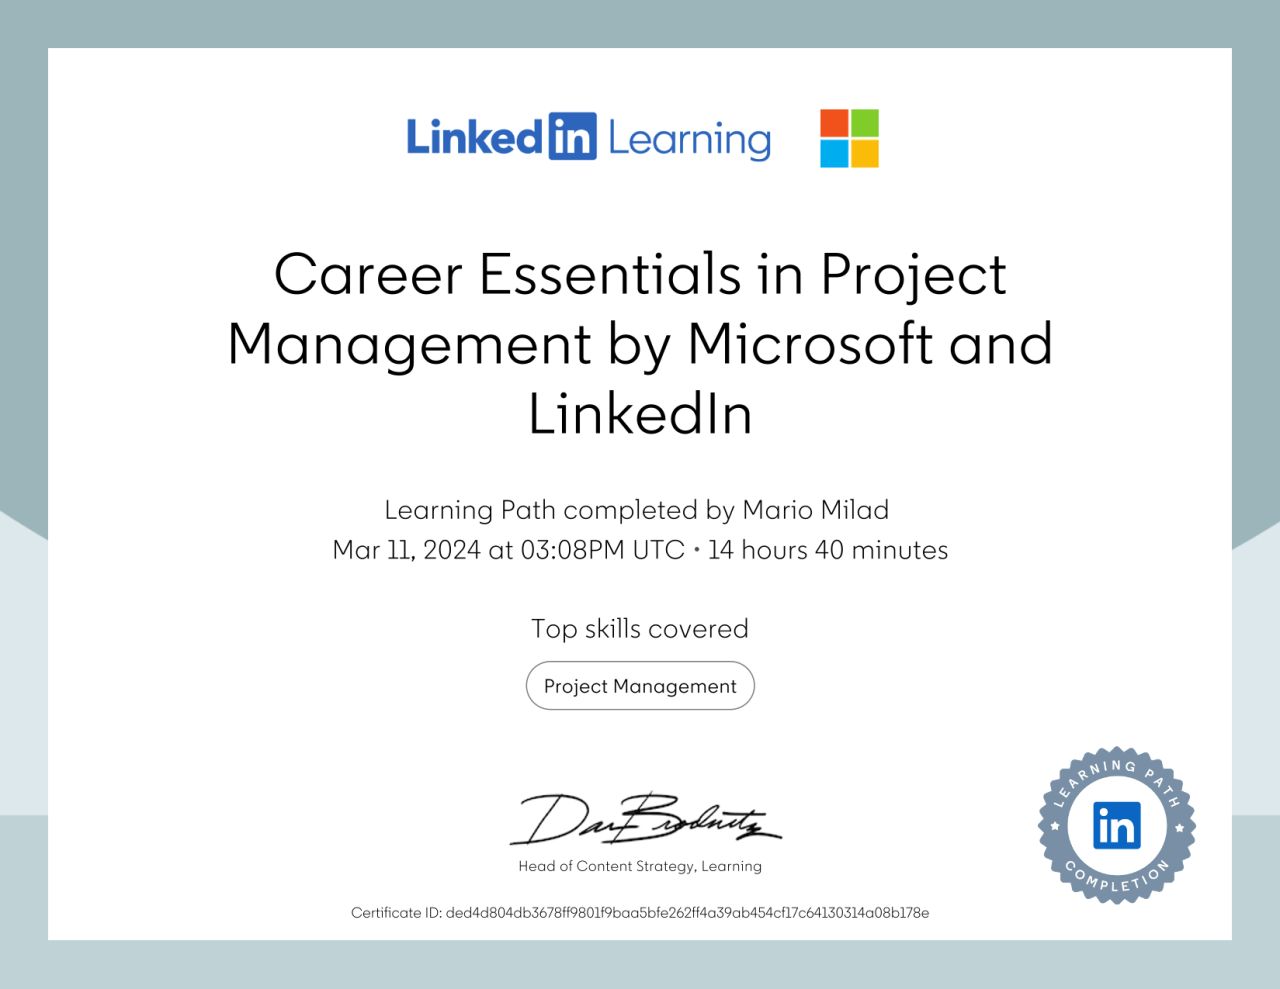 LinkedIn Learning
Career Essentials in Project
Management by Microsoft and
LinkedIn
Learning Path completed by Mario Milad
Mar 11, 2024 at 03:08PM UTC • 14 hours 40 minutes
Top skills covered
Project Management
Dan Brodnitz
Head of Content Strategy, Learning
Certificate ID: ded4d804db3678ff9801f9baa5bfe262ff4a39ab454cf17c64130314a08b178e
LEARNING PATH
in
COMPLETION